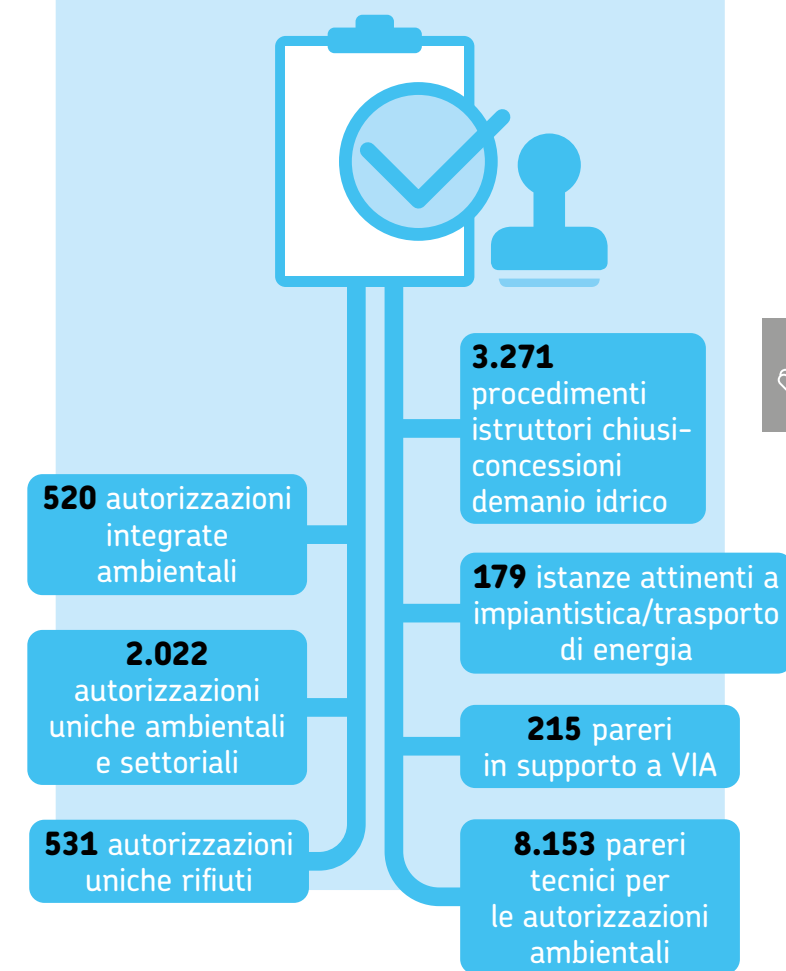 520 autorizzazioni
integrate
ambientali
2.022
autorizzazioni
uniche ambientali
e settoriali
531 autorizzazioni
uniche rifiuti
3.271
procedimenti
istruttori chiusi-
concessioni
demanio idrico
179 istanze attinenti a
impiantistica/trasporto
di energia
215 pareri
in supporto a VIA
8.153 pareri
tecnici per
le autorizzazioni
ambientali